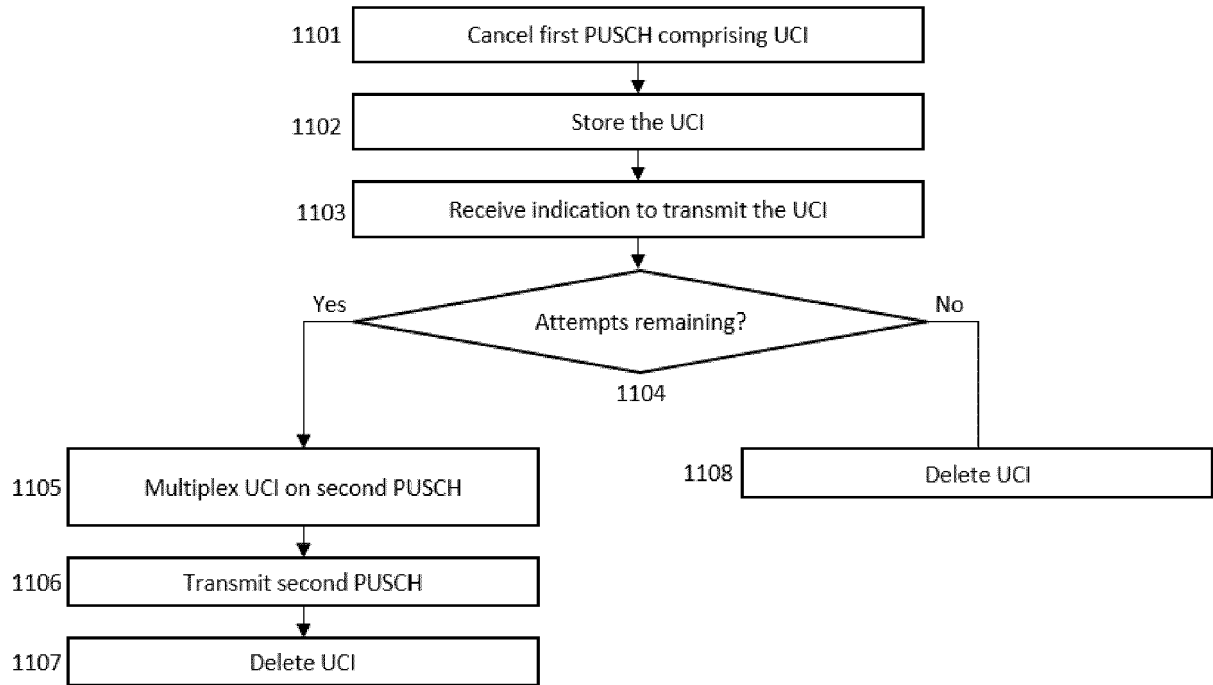 1101 Cancel first PUSCH comprising UCI
1102 Store the UCI
1103 Receive indication to transmit the UCI
Yes No
Attempts remaining?
1104
1105 Multiplex UCI on second PUSCH
1108 Delete UCI
1106 Transmit second PUSCH
1107 Delete UCI